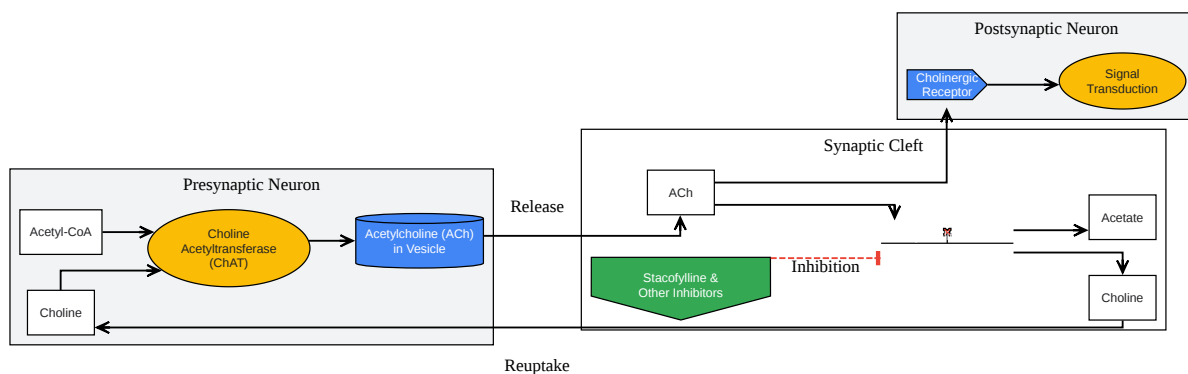 Postsynaptic Neuron
Cholinergic
Receptor
Signal
Transduction
Synaptic Cleft
Presynaptic Neuron
ACh
Release
Acetyl-CoA
Choline
Acetyltransferase
(ChAT)
Acetylcholine (ACh)
in Vesicle
Acetate
Inhibition
Stacofylline &
Other Inhibitors
Choline
Choline
Reuptake